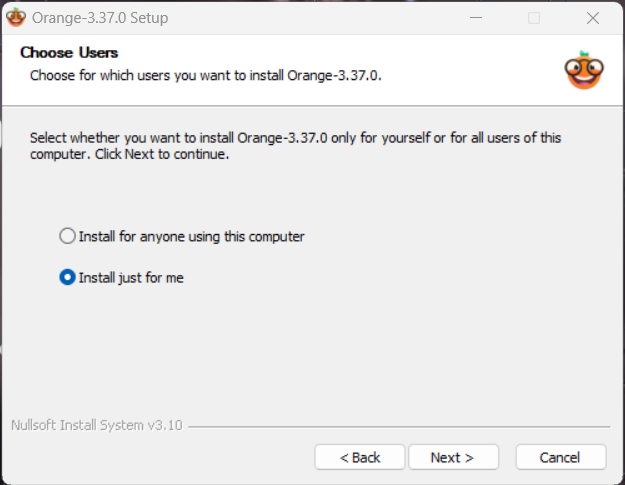 Orange-3.37.0 Setup
Choose Users
Choose for which users you want to install Orange-3.37.0.
Select whether you want to install Orange-3.37.0 only for yourself or for all users of this
computer. Click Next to continue.
Install for anyone using this computer
Install just for me
Nullsoft Install System v3.10
< Back
Next >
Cancel